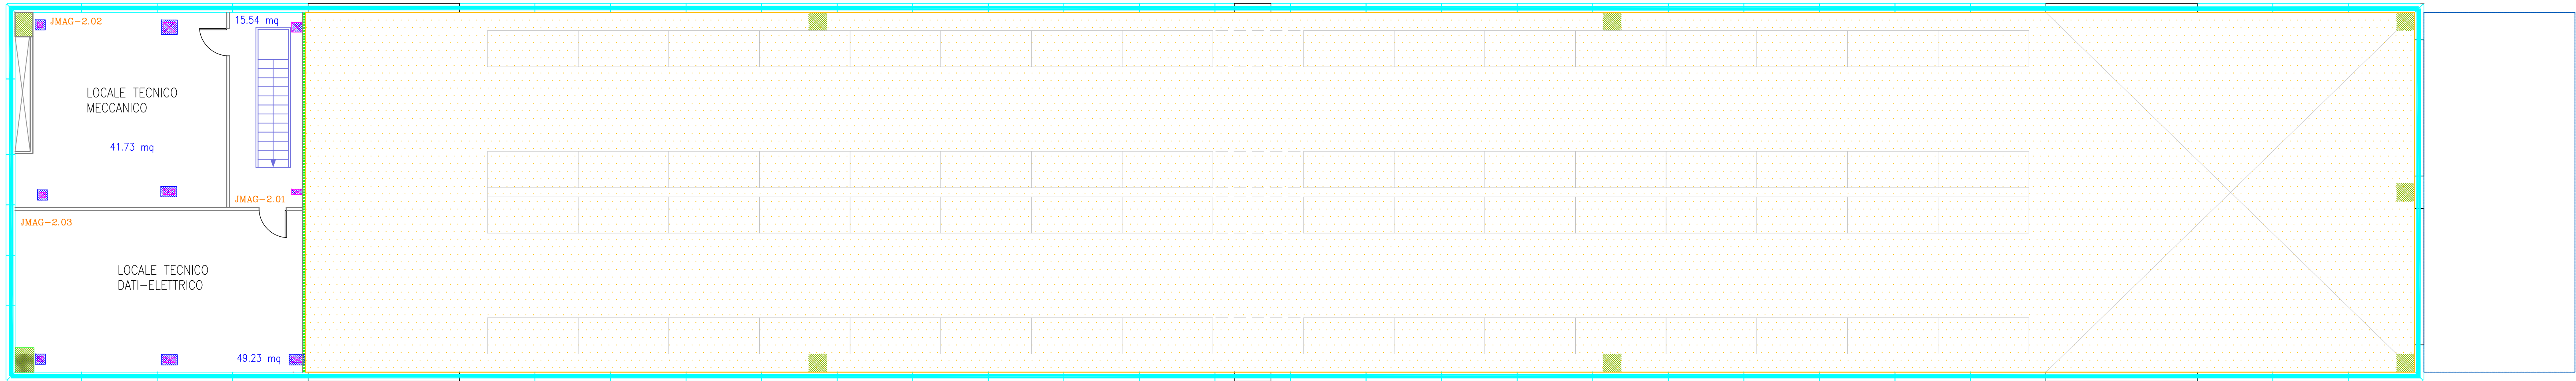 JMAG-2.02
15.54 mq
LOCALE TECNICO
MECCANICO
41.73 mq
JMAG-2.01
JMAG-2.03
LOCALE TECNICO
DATI-ELETTRICO
49.23 mq